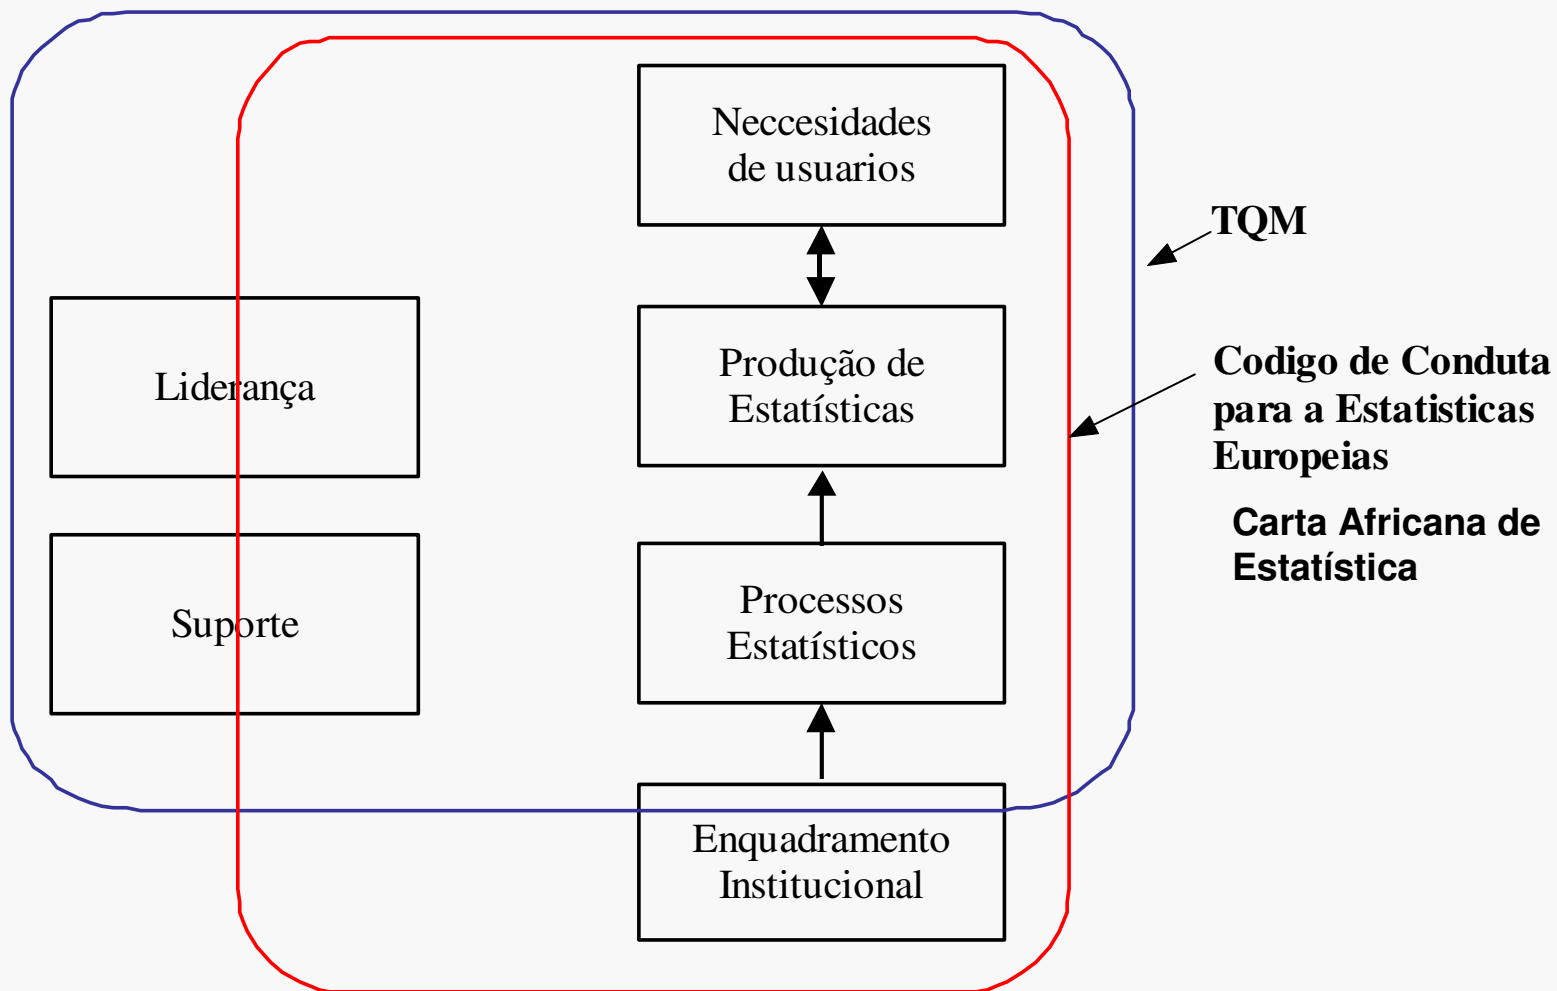 Neccesidades
de usuarios
TQM
Liderança
Produção de
Estatísticas
Codigo de Conduta
para a Estatisticas
Europeias
Carta Africana de
Estatística
Suporte
Processos
Estatísticos
Enquadramento
Institucional